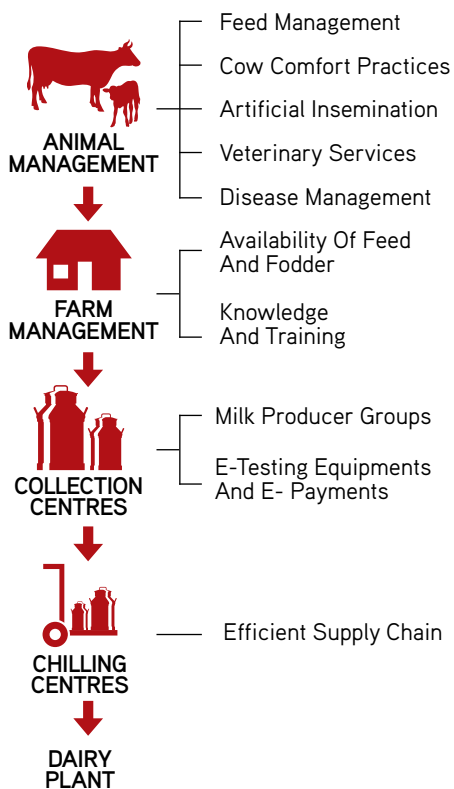 Feed Management
Cow Comfort Practices
Artificial Insemination
Veterinary Services
Disease Management
ANIMAL
MANAGEMENT
Availability Of Feed
And Fodder
Knowledge
And Training
FARM
MANAGEMENT
Milk Producer Groups
E-Testing Equipments
And E- Payments
COLLECTION
CENTRES
Efficient Supply Chain
CHILLING
CENTRES
DAIRY
PLANT